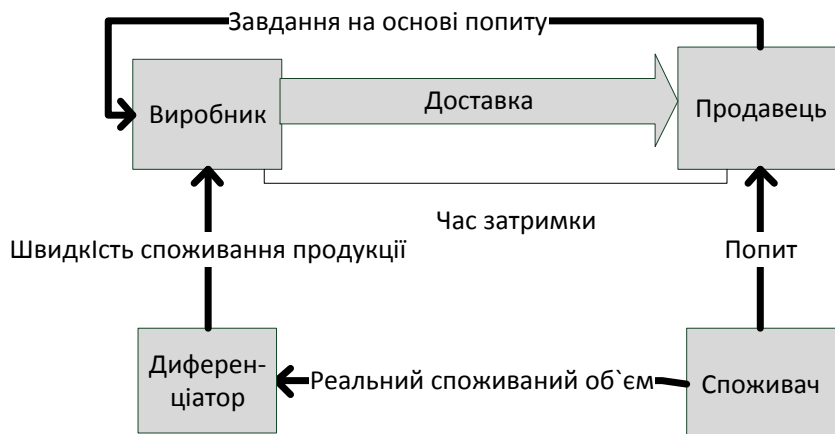 Завдання на основі попиту
Виробник
Доставка
Продавець
Час затримки
ШвидкІсть споживання продукції
Попит
Диферен-
ціатор
Реальний споживаний об`єм
Споживач